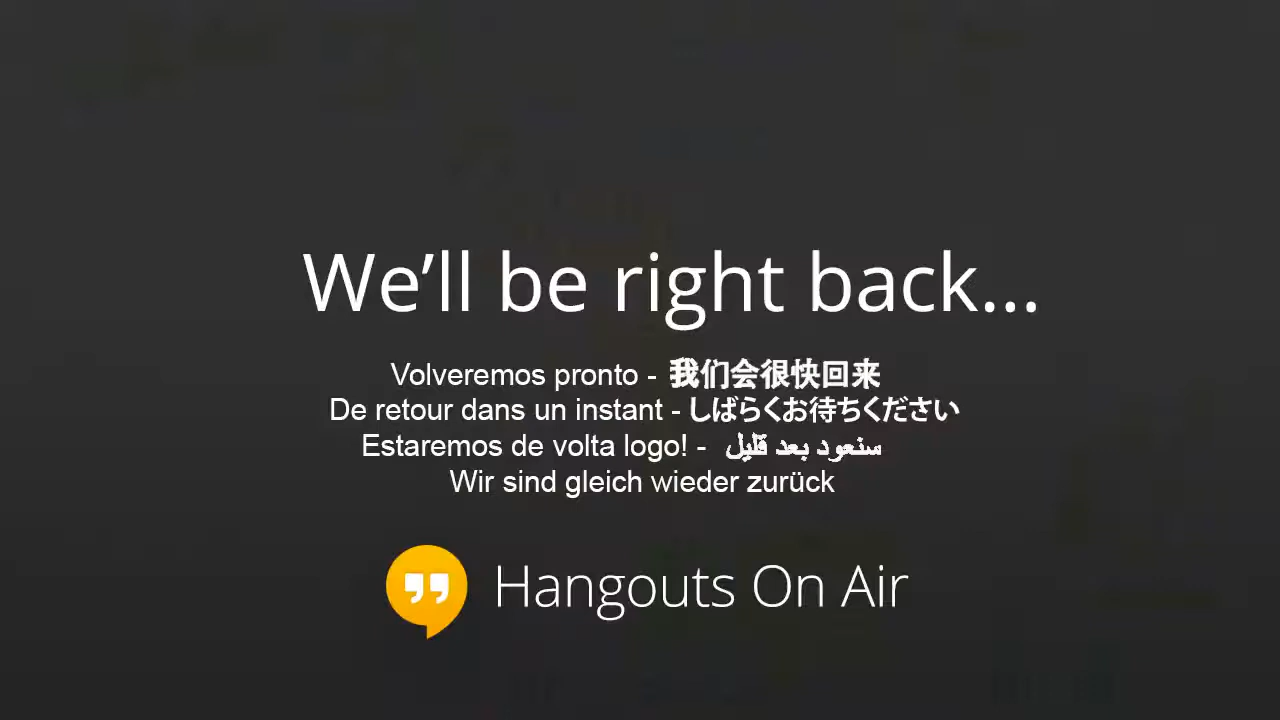 We’ll be right back...
Volveremos pronto - 我们会很快回来
De retour dans un instant - しばらくお待ちください
Estaremos de volta logo! - سنعود بعد قليل
Wir sind gleich wieder zurück
Hangouts On Air